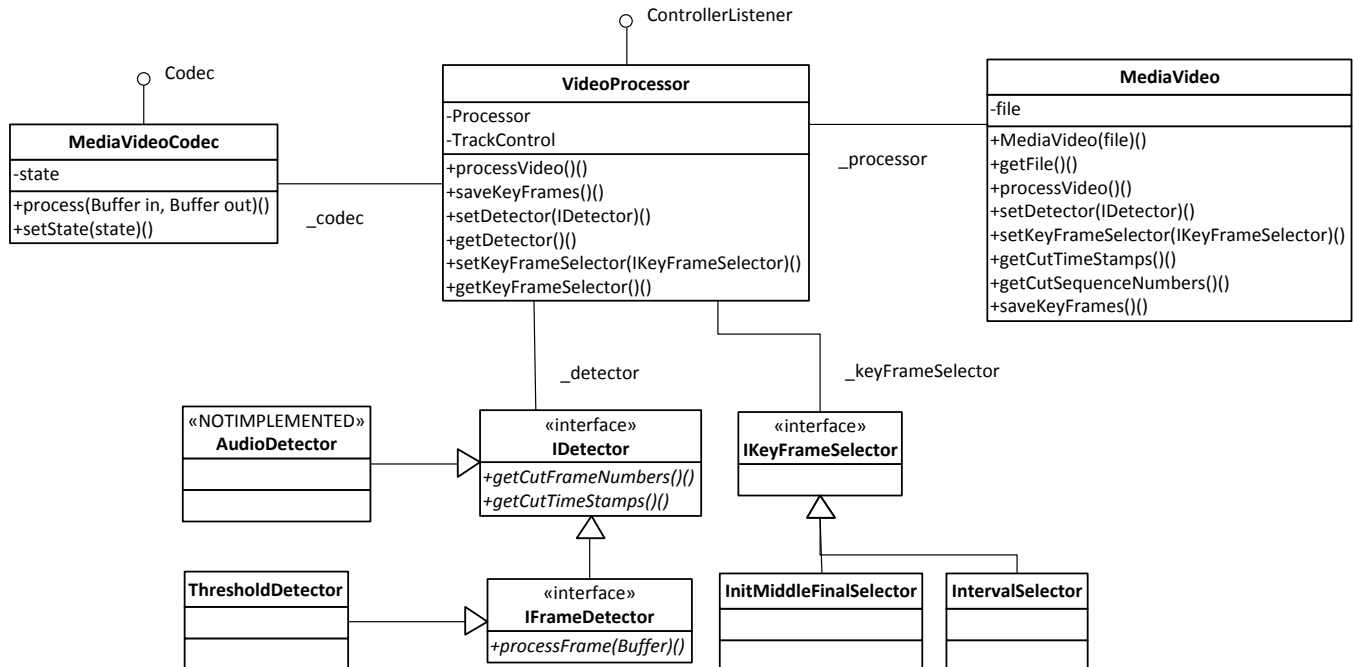 ControllerListener
Codec
VideoProcessor
-Processor
-TrackControl
+processVideo()()
+saveKeyFrames()()
+setDetector(IDetector)()
+getDetector()()
+setKeyFrameSelector(IKeyFrameSelector)()
+getKeyFrameSelector()()
MediaVideo
-file
+MediaVideo(file)()
+getFile()()
+processVideo()()
+setDetector(IDetector)()
+setKeyFrameSelector(IKeyFrameSelector)()
+getCutTimeStamps()()
+getCutSequenceNumbers()()
+saveKeyFrames()()
MediaVideoCodec
-state
+process(Buffer in, Buffer out)()
+setState(state)()
_codec
_processor
_detector
_keyFrameSelector
«NOTIMPLEMENTED»
AudioDetector
«interface»
IDetector
+getCutFrameNumbers()()
+getCutTimeStamps()()
«interface»
IKeyFrameSelector
ThresholdDetector
«interface»
IFrameDetector
+processFrame(Buffer)()
InitMiddleFinalSelector
IntervalSelector